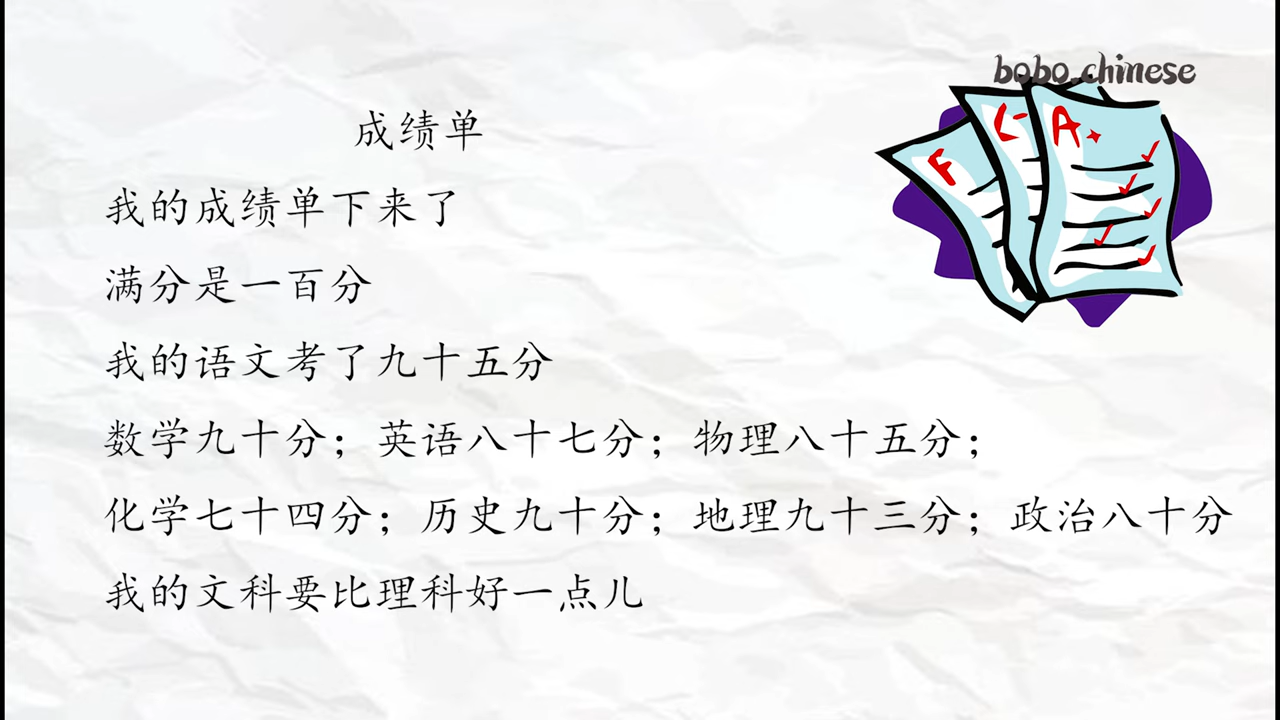 bobo.chinese
成绩单
我的成绩单下来了
满分是一百分
我的语文考了九十五分
数学九十分；英语八十七分；物理八十五分；
化学七十四分；历史九十分；地理九十三分；政治八十分
我的文科要比理科好一点儿
F
C-
A+